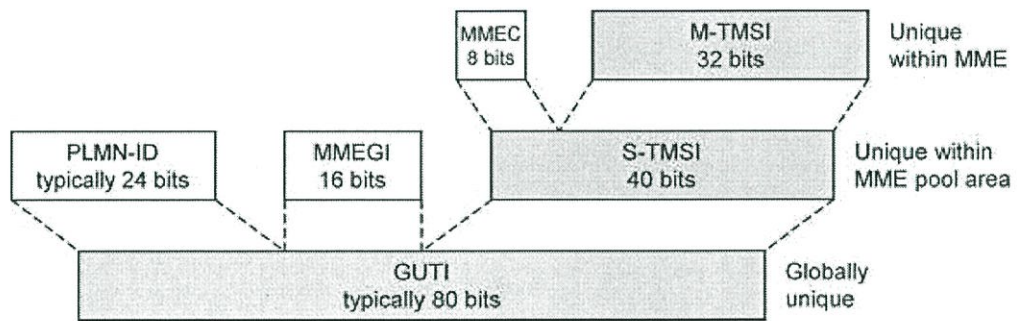 MMEC
8 bits
M-TMSI
32 bits
Unique
within MME
PLMN-ID
typically 24 bits
MMEGI
16 bits
S-TMSI
40 bits
Unique within
MME pool area
GUTI
typically 80 bits
Globally
unique